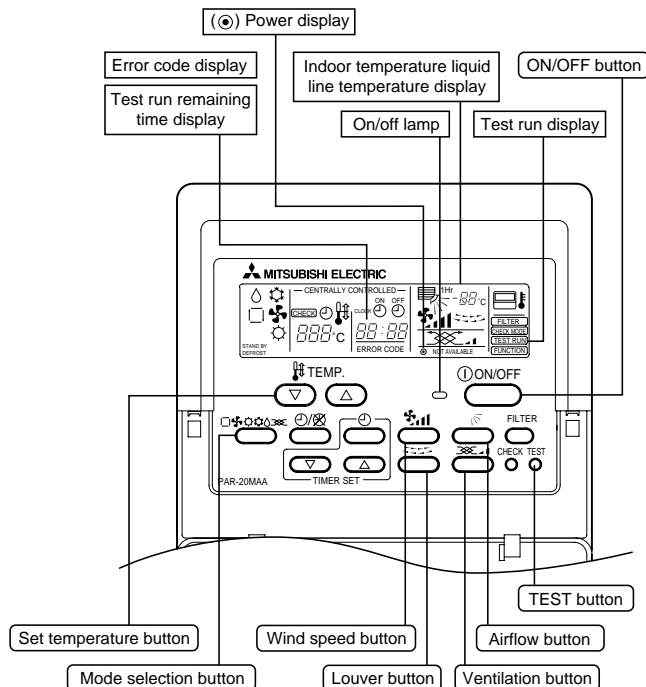 (⦿) Power display
Error code display
Indoor temperature liquid
line temperature display
ON/OFF button
Test run remaining
time display
On/off lamp
Test run display
MITSUBISHI ELECTRIC
CENTRALLY CONTROLLED
ON OFF
CHECK
CLOCK
88:88
ERROR CODE
888°C
STAND BY
DEFROST
1Hr.
-88°C
NOT AVAILABLE
FILTER
CHECK MODE
TEST RUN
FUNCTION
TEMP.
ON/OFF
FILTER
CHECK TEST
PAR-20MAA
TIMER SET
TEST button
Set temperature button
Wind speed button
Airflow button
Mode selection button
Louver button
Ventilation button